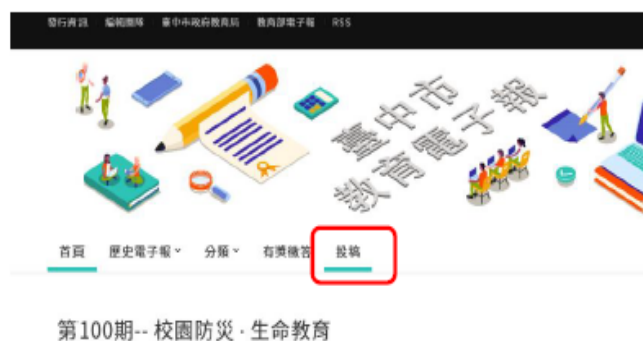 發行資訊 編輯團隊 臺中市政府教育局 教育部電子報 RSS
臺中市
教育電子報
首頁 歷史電子報 分類 有獎徵答 投稿
第100期-- 校園防災 · 生命教育